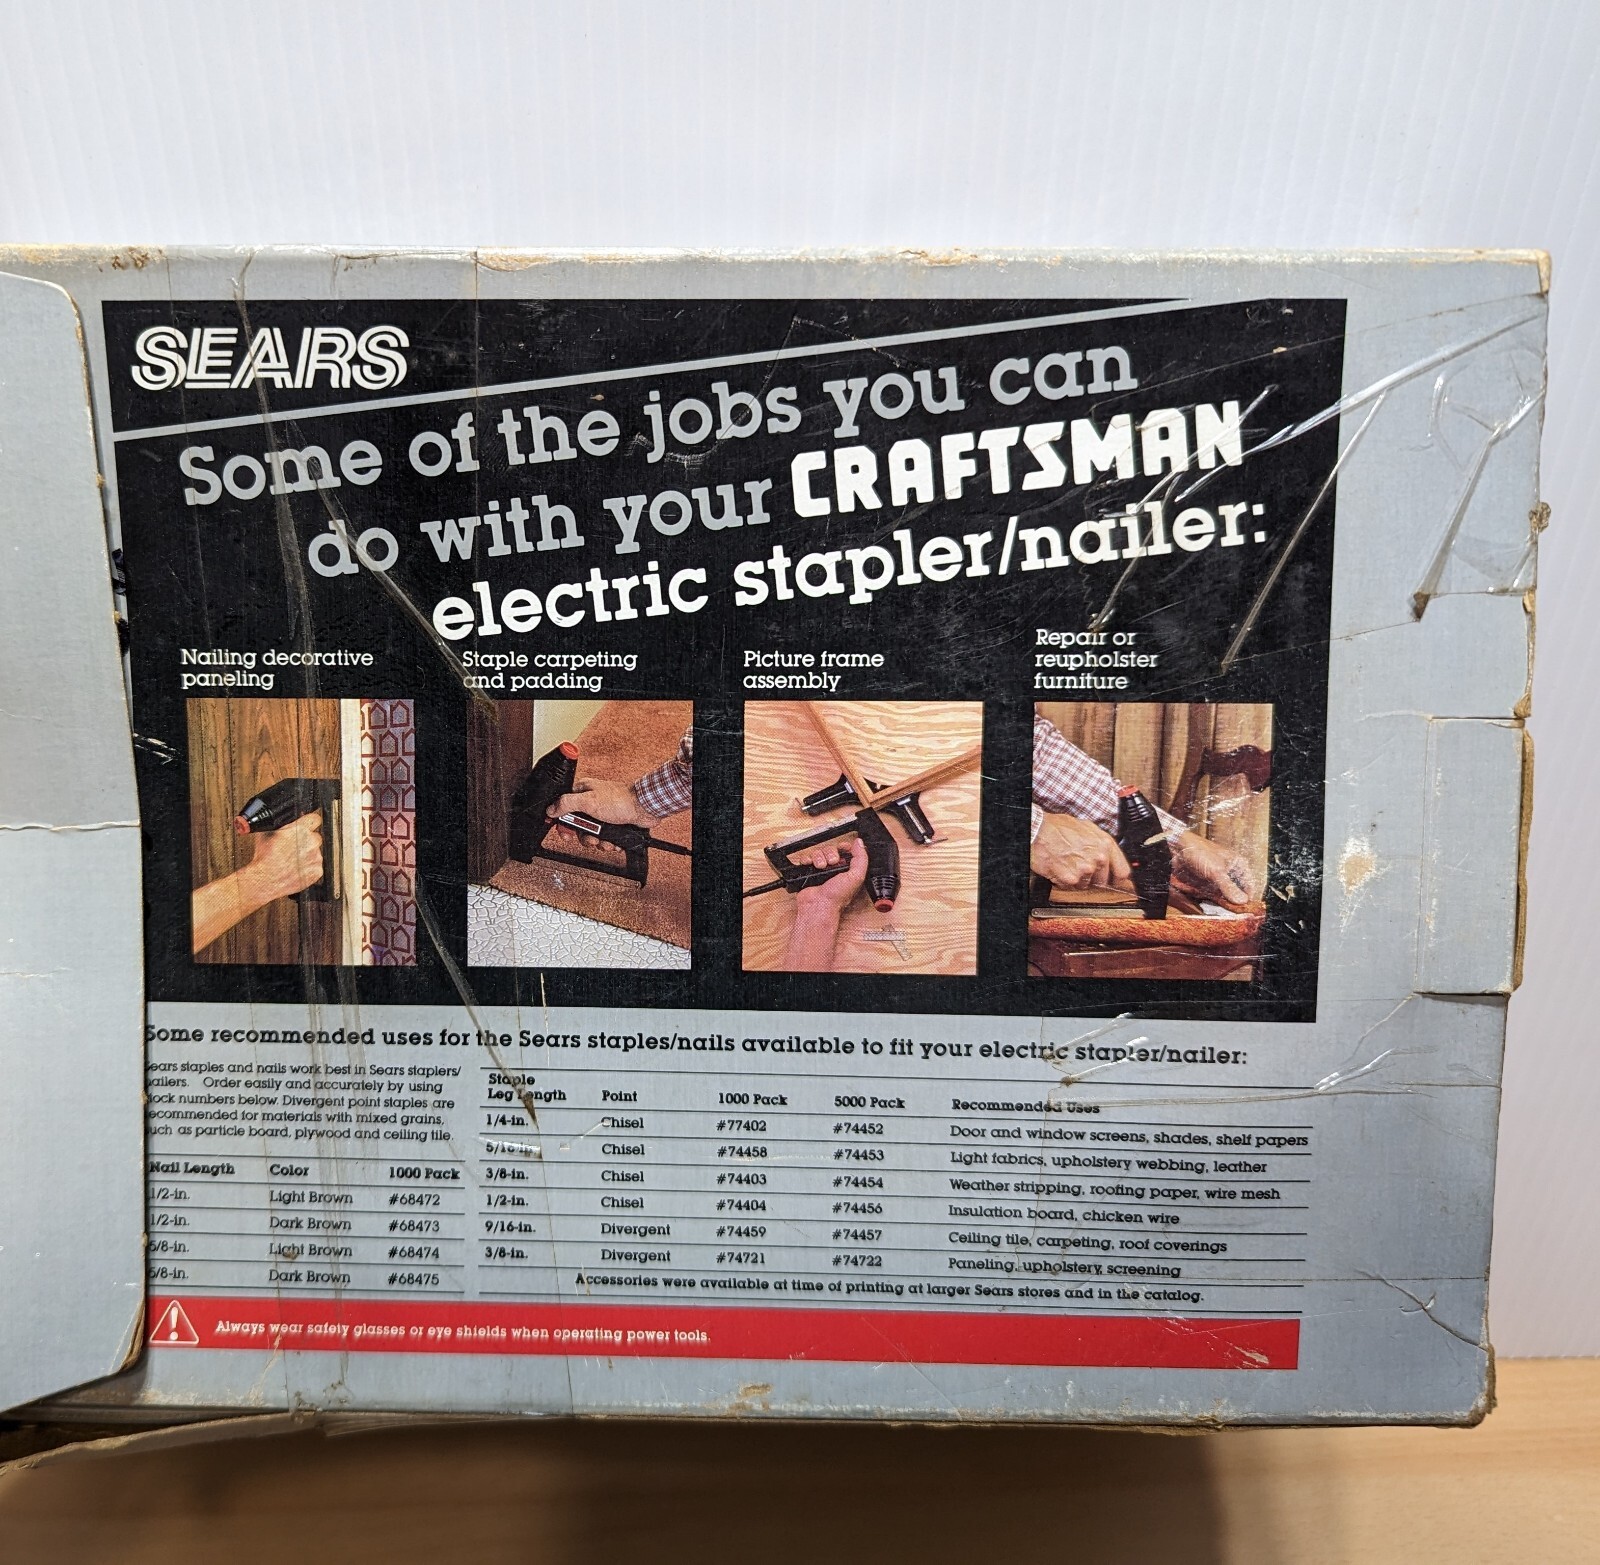 SEARS
Some of the jobs you can
do with your CRAFTSMAN
electric stapler/nailer:
Nailing decorative
paneling
Staple carpeting
and padding
Picture frame
assembly
Repair or
reupholster
furniture
Some recommended uses for the Sears staples/nails available to fit your electric stapler/nailer:
ears staples and nails work best in Sears staplers/
ailers. Order easily and accurately by using
ock numbers below. Divergent point staples are
ecommended for materials with mixed grains,
uch as particle board, plywood and ceiling tile.
Nail Length Color 1000 Pack
1/2-in. Light Brown #68472
1/2-in. Dark Brown #68473
5/8-in. Light Brown #68474
5/8-in. Dark Brown #68475
Staple
Leg Length Point 1000 Pack 5000 Pack Recommended Uses
1/4-in. Chisel #77402 #74452 Door and window screens, shades, shelf papers
5/16-in. Chisel #74458 #74453 Light fabrics, upholstery webbing, leather
3/8-in. Chisel #74403 #74454 Weather stripping, roofing paper, wire mesh
1/2-in. Chisel #74404 #74456 Insulation board, chicken wire
9/16-in. Divergent #74459 #74457 Ceiling tile, carpeting, roof coverings
3/8-in. Divergent #74721 #74722 Paneling, upholstery, screening
Accessories were available at time of printing at larger Sears stores and in the catalog.
Always wear safety glasses or eye shields when operating power tools.